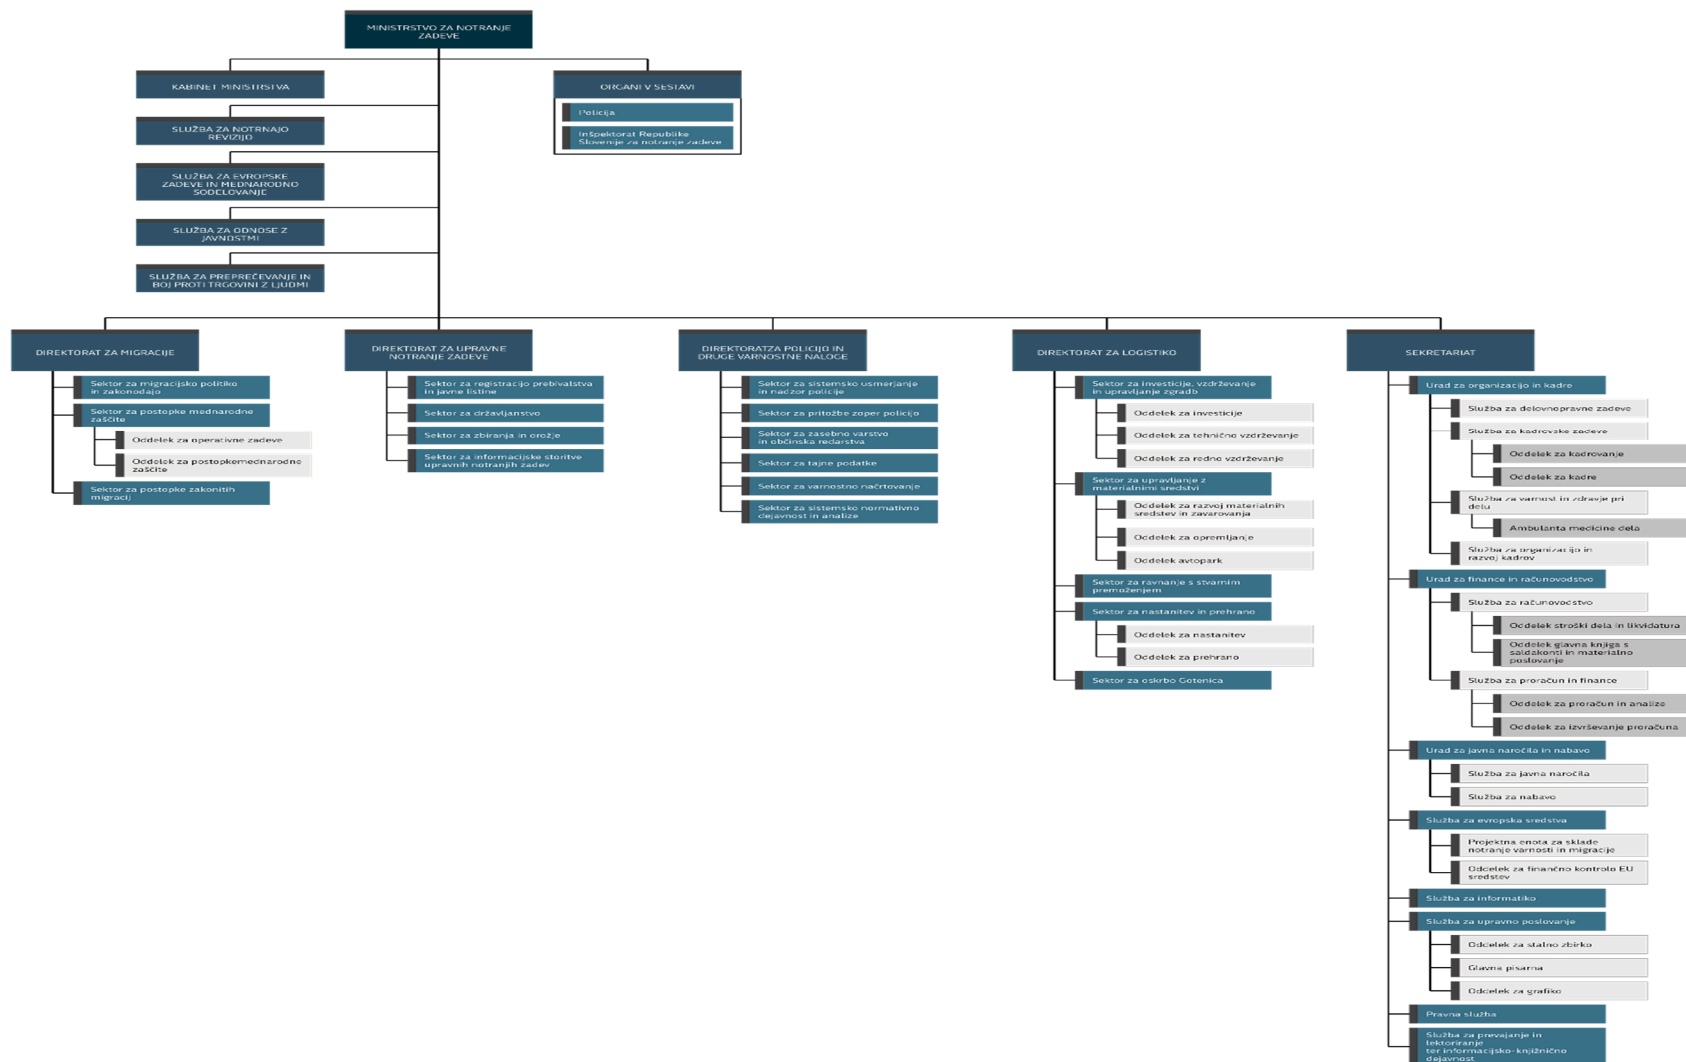 MINISTRSTVO ZA NOTRANJE
ZADEVE
KABINET MINISTRSTVA
ORGANI V SESTAVI
Policija
Inšpektorat Republike
Slovenije za notranje zadeve
SLUŽBA ZA NOTRNAJO
REVIZIJO
SLUŽBA ZA EVROPSKE
ZADEVE IN MEDNARODNO
SODELOVANJE
SLUŽBA ZA ODNOSE Z
JAVNOSTMI
SLUŽBA ZA PREPREČEVANJE IN
BOJ PROTI TRGOVINI Z LJUDMI
DIREKTORAT ZA MIGRACIJE
Sektor za migracijsko politiko
in zakonodajo
Sektor za postopke mednarodne
zaščite
Oddelek za operativne zadeve
Oddelek za postopkemednarodne
zaščite
Sektor za postopke zakonitih
migracij
DIREKTORAT ZA UPRAVNE
NOTRANJE ZADEVE
Sektor za registracijo prebivalstva
in javne listine
Sektor za državljanstvo
Sektor za zbiranja in orožje
Sektor za informacijske storitve
upravnih notranjih zadev
DIREKTORATZA POLICIJO IN
DRUGE VARNOSTNE NALOGE
Sektor za sistemsko usmerjanje
in nadzor policije
Sektor za pritožbe zoper policijo
Sektor za zasebno varstvo
in občinska redarstva
Sektor za tajne podatke
Sektor za varnostno načrtovanje
Sektor za sistemsko normativno
dejavnost in analize
DIREKTORAT ZA LOGISTIKO
Sektor za investicije, vzdrževanje
in upravljanje zgradb
Oddelek za investicije
Oddelek za tehnično vzdrževanje
Oddelek za redno vzdrževanje
Sektor za upravljanje z
materialnimi sredstvi
Oddelek za razvoj materialnih
sredstev in zavarovanja
Oddelek za opremljanje
Oddelek avtopark
Sektor za ravnanje s stvarnim
premoženjem
Sektor za nastanitev in prehrano
Oddelek za nastanitev
Oddelek za prehrano
Sektor za oskrbo Gotenica
SEKRETARIAT
Urad za organizacijo in kadre
Služba za delovnopravne zadeve
Služba za kadrovske zadeve
Oddelek za kadrovanje
Oddelek za kadre
Služba za varnost in zdravje pri
delu
Ambulanta medicine dela
Služba za organizacijo in
razvoj kadrov
Urad za finance in računovodstvo
Služba za računovodstvo
Oddelek stroški dela in likvidatura
Oddelek glavna knjiga s
saldakonti in materialno
poslovanje
Služba za proračun in finance
Oddelek za proračun in analize
Oddelek za izvrševanje proračuna
Urad za javna naročila in nabavo
Služba za javna naročila
Služba za nabavo
Služba za evropska sredstva
Projektna enota za sklade
notranje varnosti in migracije
Oddelek za finančno kontrolo EU
sredstev
Služba za informatiko
Služba za upravno poslovanje
Oddelek za stalno zbirko
Glavna pisarna
Oddelek za grafiko
Pravna služba
Služba za prevajanje in
lektoriranje
ter informacijsko-knjižnično
dejavnost